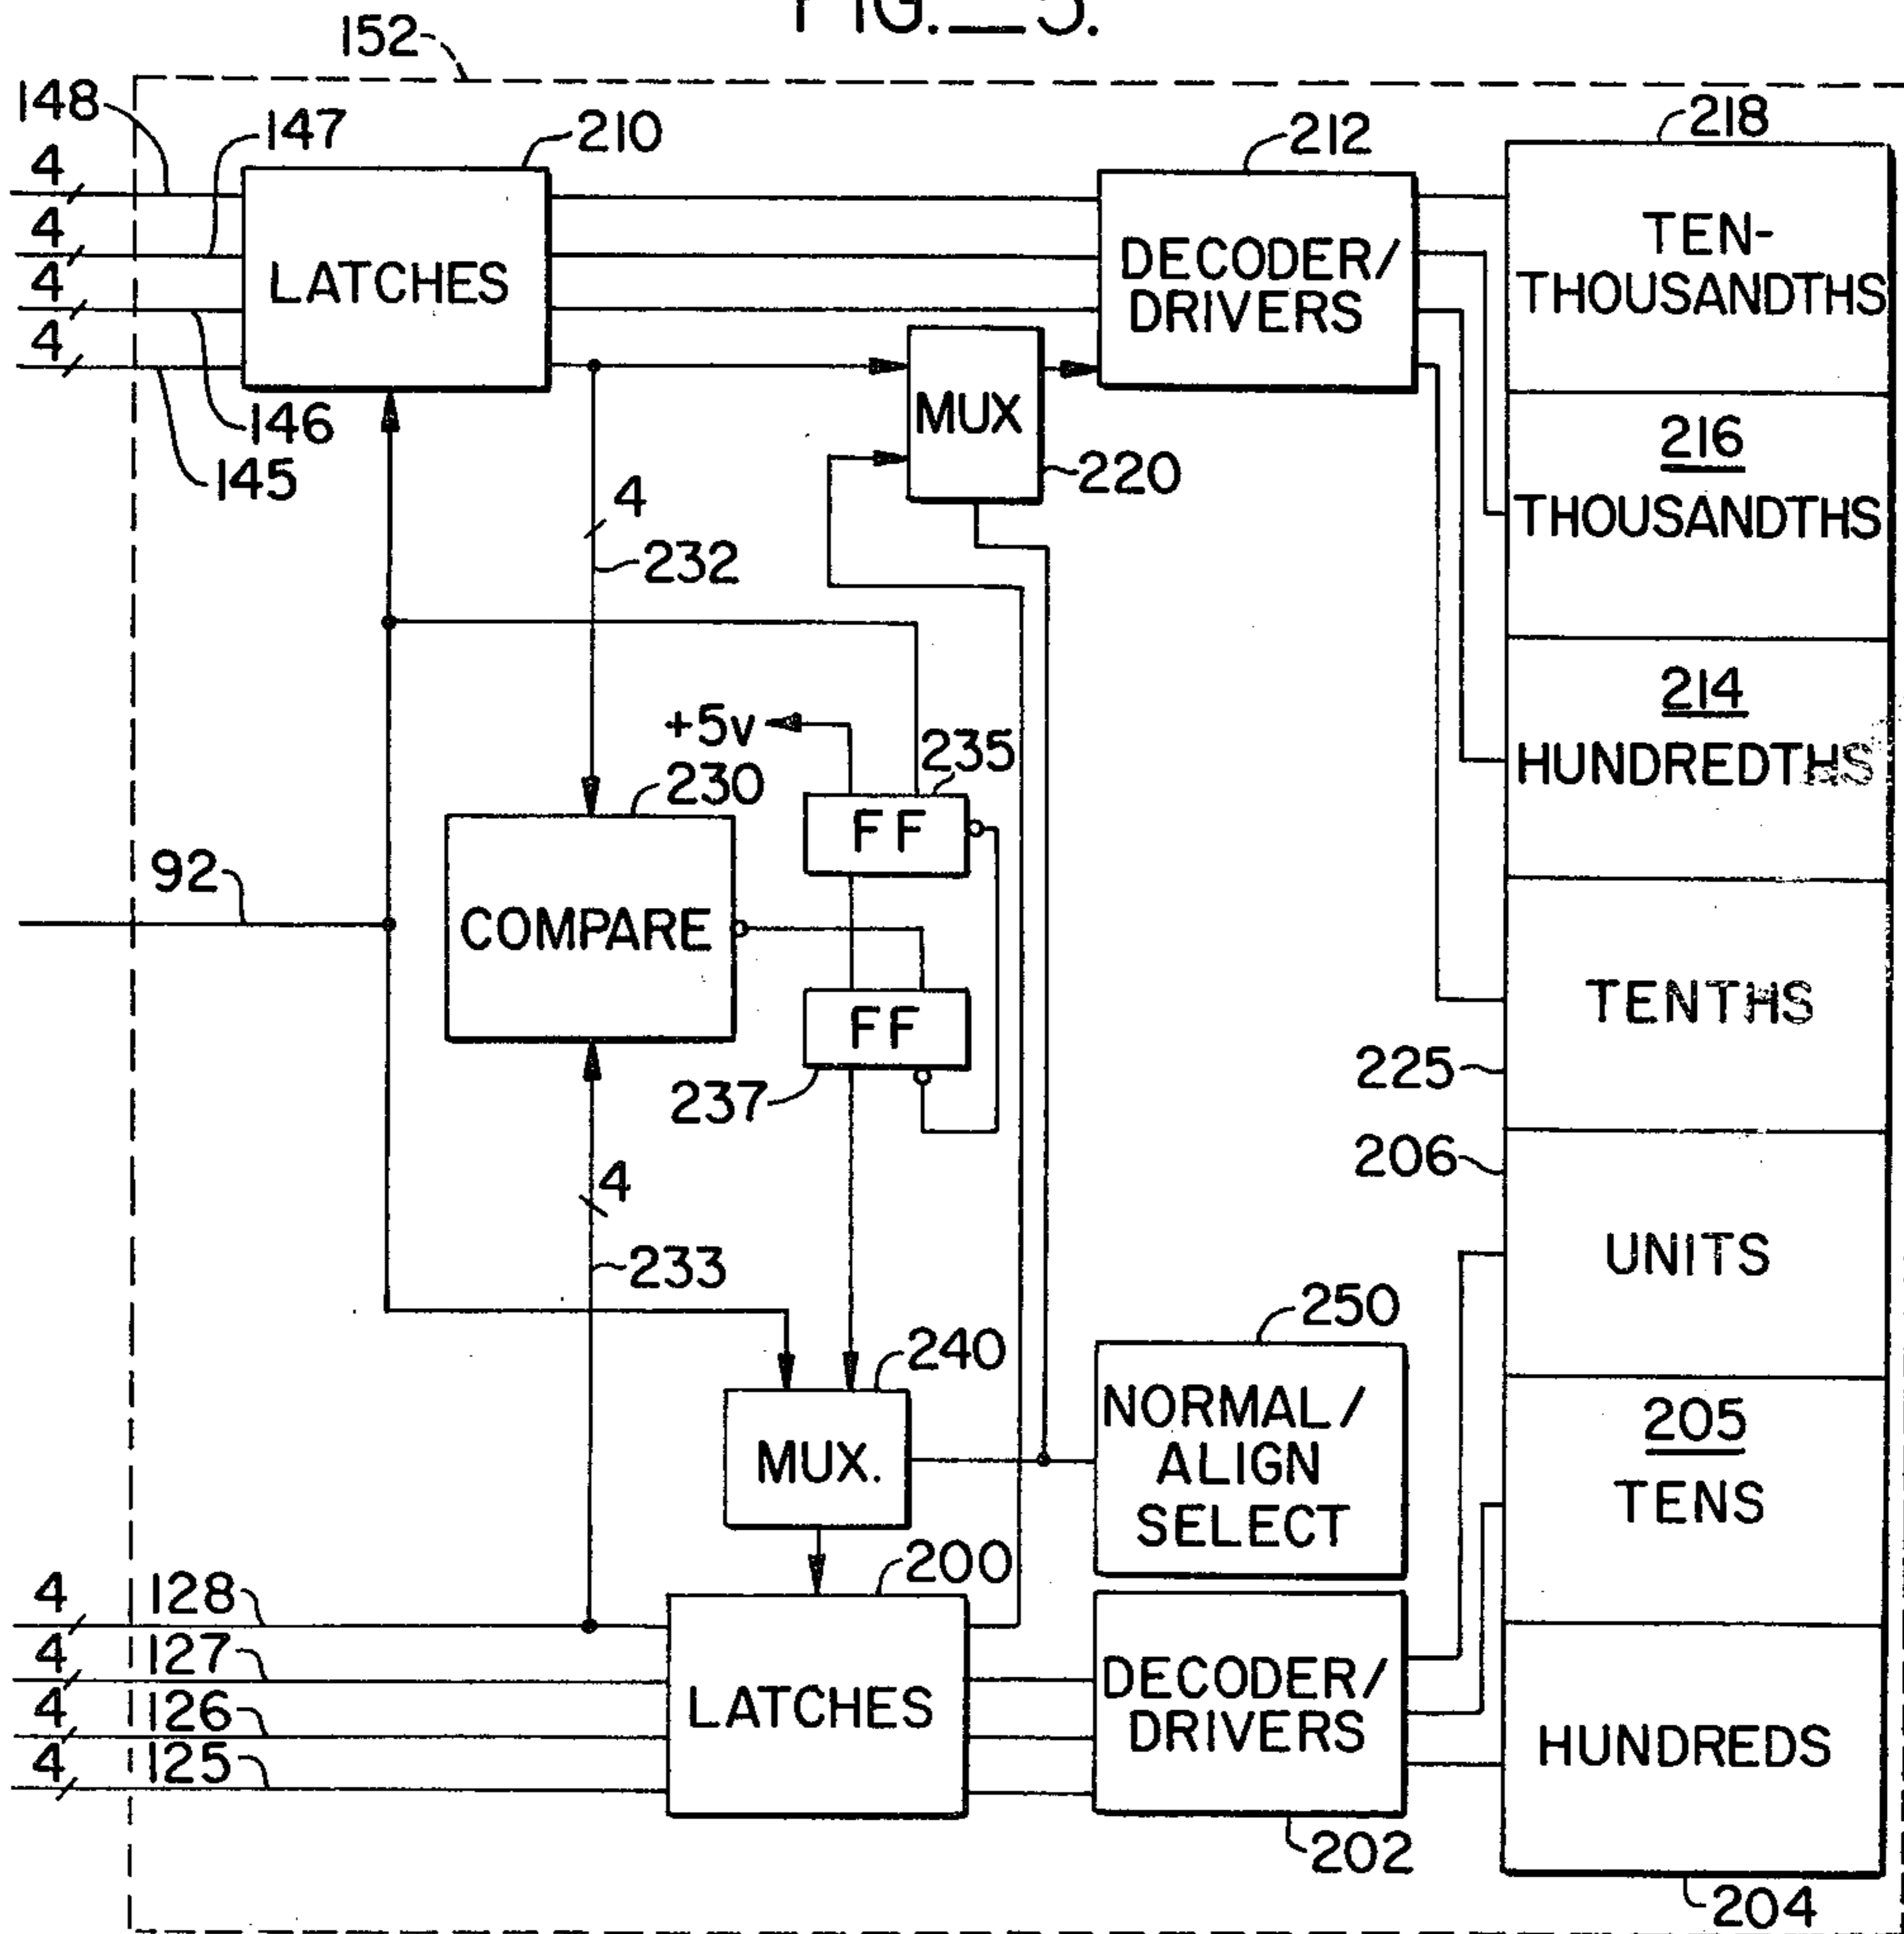 FIG. 5.
152
148
147
210
212
218
4
4
4
4
LATCHES
DECODER/
DRIVERS
TEN-
THOUSANDTHS
146
145
MUX
220
216
THOUSANDTHS
4
232
214
HUNDREDTHS
+5v
235
230
FF
92
COMPARE
FF
237
TENTHS
225
206
4
233
UNITS
250
240
NORMAL/
ALIGN
SELECT
MUX.
205
TENS
200
4 128
4 127
4 126
4 125
LATCHES
DECODER/
DRIVERS
HUNDREDS
202
204